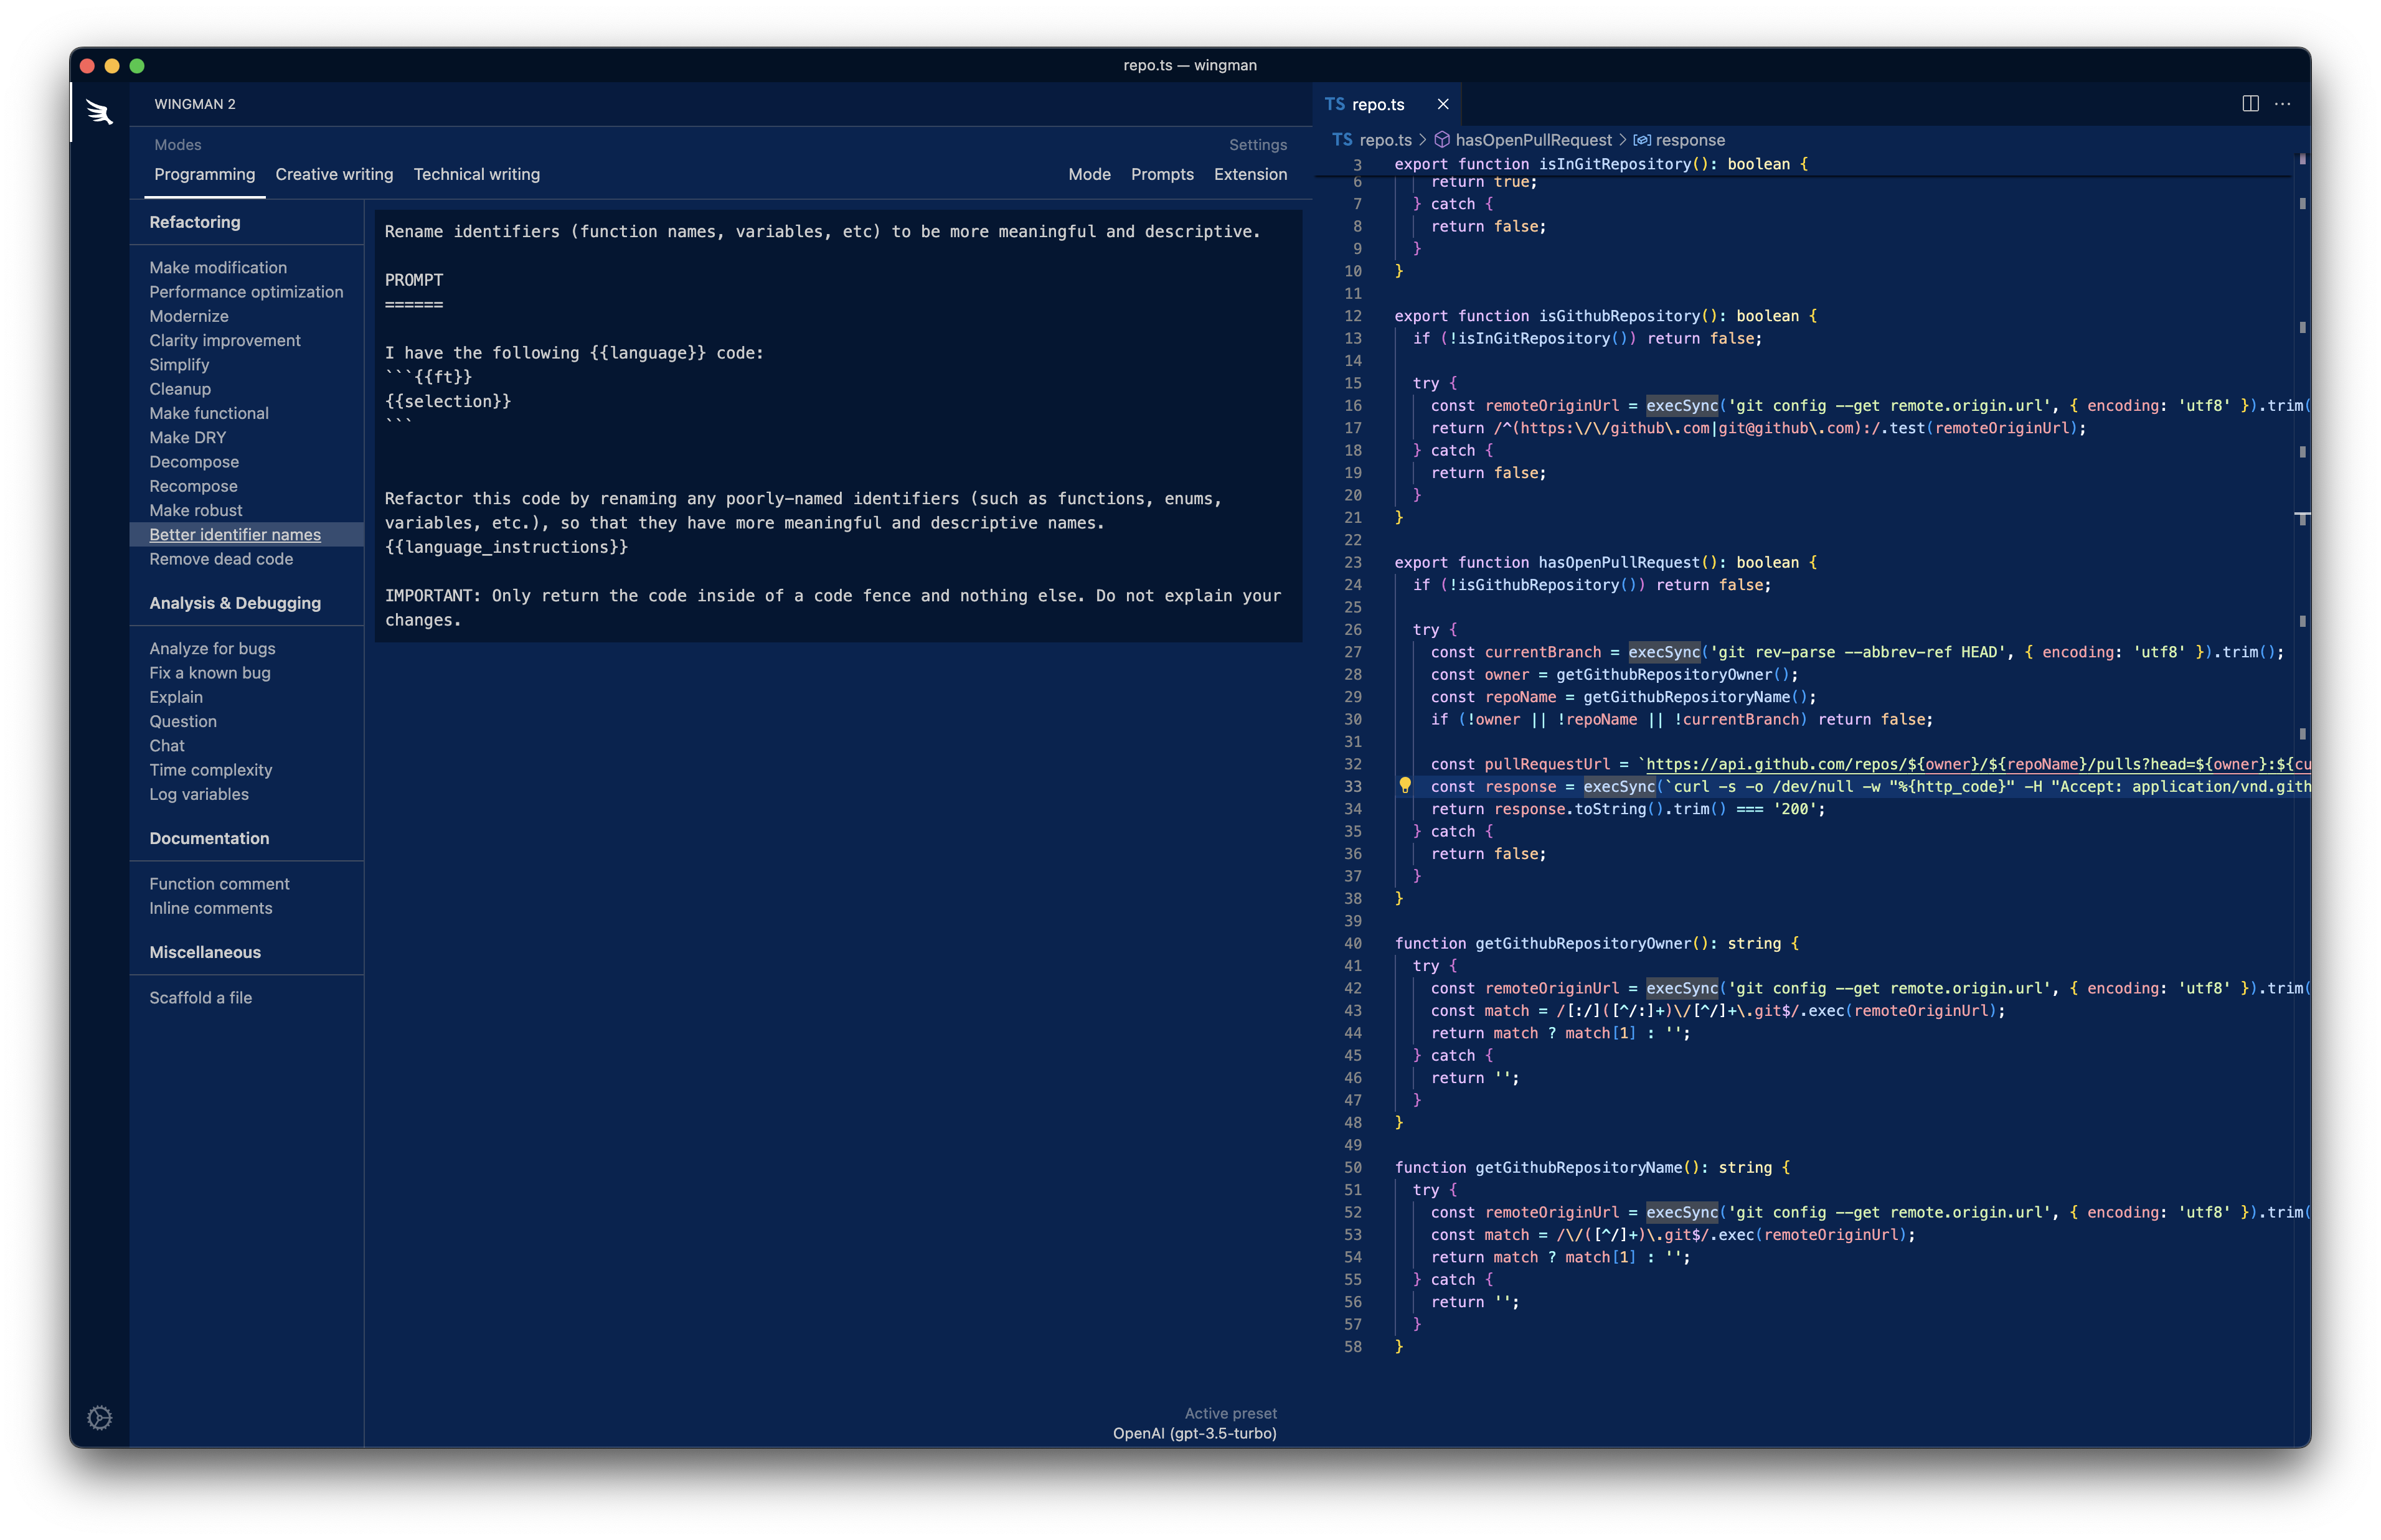 repo.ts — wingman
WINGMAN 2
Modes
Settings
Programming Creative writing Technical writing
Mode Prompts Extension
Refactoring
Make modification
Performance optimization
Modernize
Clarity improvement
Simplify
Cleanup
Make functional
Make DRY
Decompose
Recompose
Make robust
Better identifier names
Remove dead code
Analysis & Debugging
Analyze for bugs
Fix a known bug
Explain
Question
Chat
Time complexity
Log variables
Documentation
Function comment
Inline comments
Miscellaneous
Scaffold a file
Rename identifiers (function names, variables, etc) to be more meaningful and descriptive.
PROMPT
======
I have the following {{language}} code:
```{{ft}}
{{selection}}
```
Refactor this code by renaming any poorly-named identifiers (such as functions, enums,
variables, etc.), so that they have more meaningful and descriptive names.
{{language_instructions}}
IMPORTANT: Only return the code inside of a code fence and nothing else. Do not explain your
changes.
Active preset
OpenAI (gpt-3.5-turbo)
TS repo.ts
TS repo.ts > hasOpenPullRequest > response
3 export function isInGitRepository(): boolean {
6 return true;
7 } catch {
8 return false;
9 }
10 }
11
12 export function isGithubRepository(): boolean {
13 if (!isInGitRepository()) return false;
14
15 try {
16 const remoteOriginUrl = execSync('git config --get remote.origin.url', { encoding: 'utf8' }).trim(
17 return /^(https:\/\/github\.com|git@github\.com):/.test(remoteOriginUrl);
18 } catch {
19 return false;
20 }
21 }
22
23 export function hasOpenPullRequest(): boolean {
24 if (!isGithubRepository()) return false;
25
26 try {
27 const currentBranch = execSync('git rev-parse --abbrev-ref HEAD', { encoding: 'utf8' }).trim();
28 const owner = getGithubRepositoryOwner();
29 const repoName = getGithubRepositoryName();
30 if (!owner || !repoName || !currentBranch) return false;
31
32 const pullRequestUrl = `https://api.github.com/repos/${owner}/${repoName}/pulls?head=${owner}:${cu
33 const response = execSync(`curl -s -o /dev/null -w "%{http_code}" -H "Accept: application/vnd.gith
34 return response.toString().trim() === '200';
35 } catch {
36 return false;
37 }
38 }
39
40 function getGithubRepositoryOwner(): string {
41 try {
42 const remoteOriginUrl = execSync('git config --get remote.origin.url', { encoding: 'utf8' }).trim(
43 const match = /[:/]([^/:]+)\/[^/]+\.git$/.exec(remoteOriginUrl);
44 return match ? match[1] : '';
45 } catch {
46 return '';
47 }
48 }
49
50 function getGithubRepositoryName(): string {
51 try {
52 const remoteOriginUrl = execSync('git config --get remote.origin.url', { encoding: 'utf8' }).trim(
53 const match = /\/([^/]+)\.git$/.exec(remoteOriginUrl);
54 return match ? match[1] : '';
55 } catch {
56 return '';
57 }
58 }